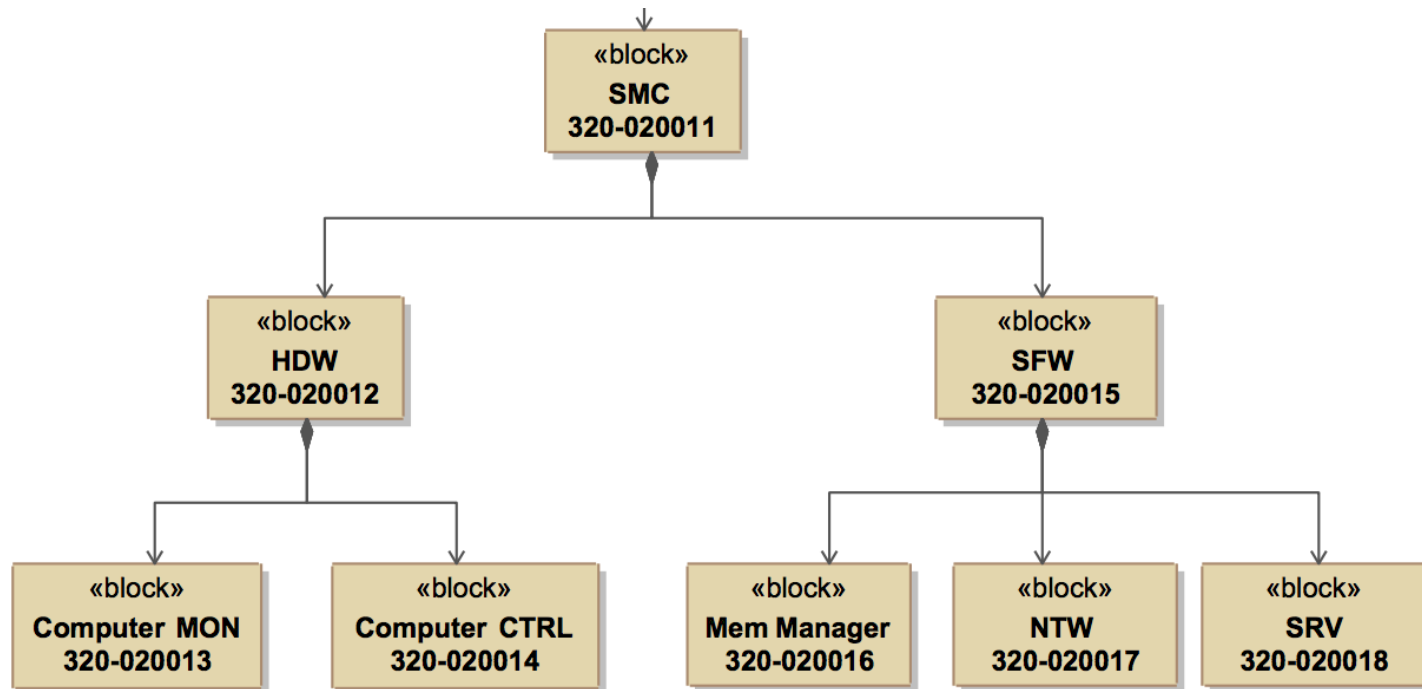 «block»
SMC
320-020011
«block»
HDW
320-020012
«block»
SFW
320-020015
«block»
Computer MON
320-020013
«block»
Computer CTRL
320-020014
«block»
Mem Manager
320-020016
«block»
NTW
320-020017
«block»
SRV
320-020018